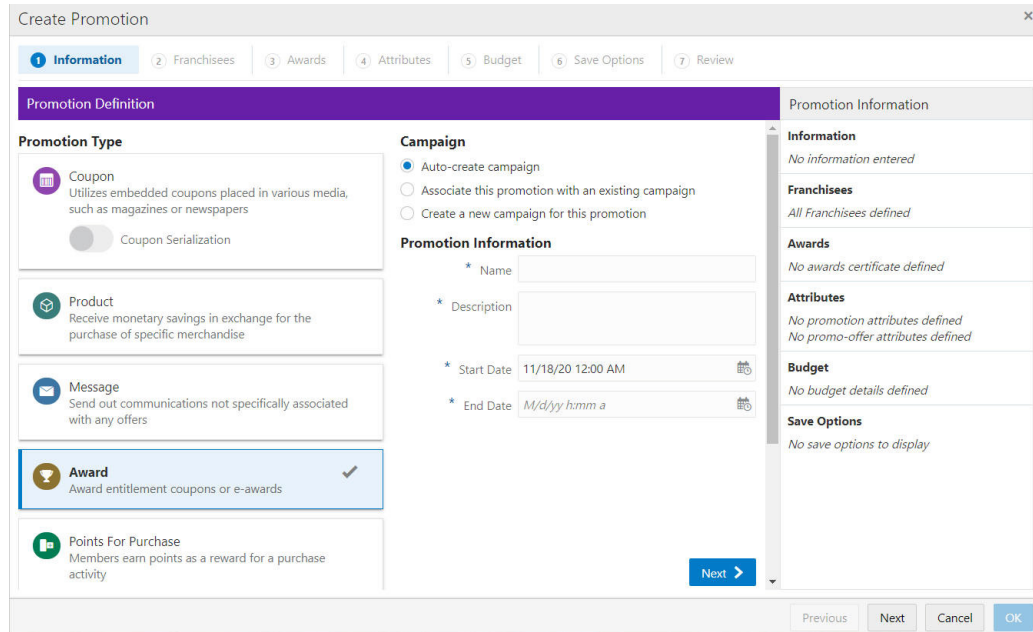 Create Promotion
×
1 Information
2 Franchisees
3 Awards
4 Attributes
5 Budget
6 Save Options
7 Review
Promotion Definition
Promotion Type
Coupon
Utilizes embedded coupons placed in various media,
such as magazines or newspapers
Coupon Serialization
Product
Receive monetary savings in exchange for the
purchase of specific merchandise
Message
Send out communications not specifically associated
with any offers
Award
Award entitlement coupons or e-awards
Points For Purchase
Members earn points as a reward for a purchase
activity
Campaign
Auto-create campaign
Associate this promotion with an existing campaign
Create a new campaign for this promotion
Promotion Information
* Name
* Description
* Start Date 11/18/20 12:00 AM
* End Date M/d/yy h:mm a
Next
Promotion Information
Information
No information entered
Franchisees
All Franchisees defined
Awards
No awards certificate defined
Attributes
No promotion attributes defined
No promo-offer attributes defined
Budget
No budget details defined
Save Options
No save options to display
Previous
Next
Cancel
OK